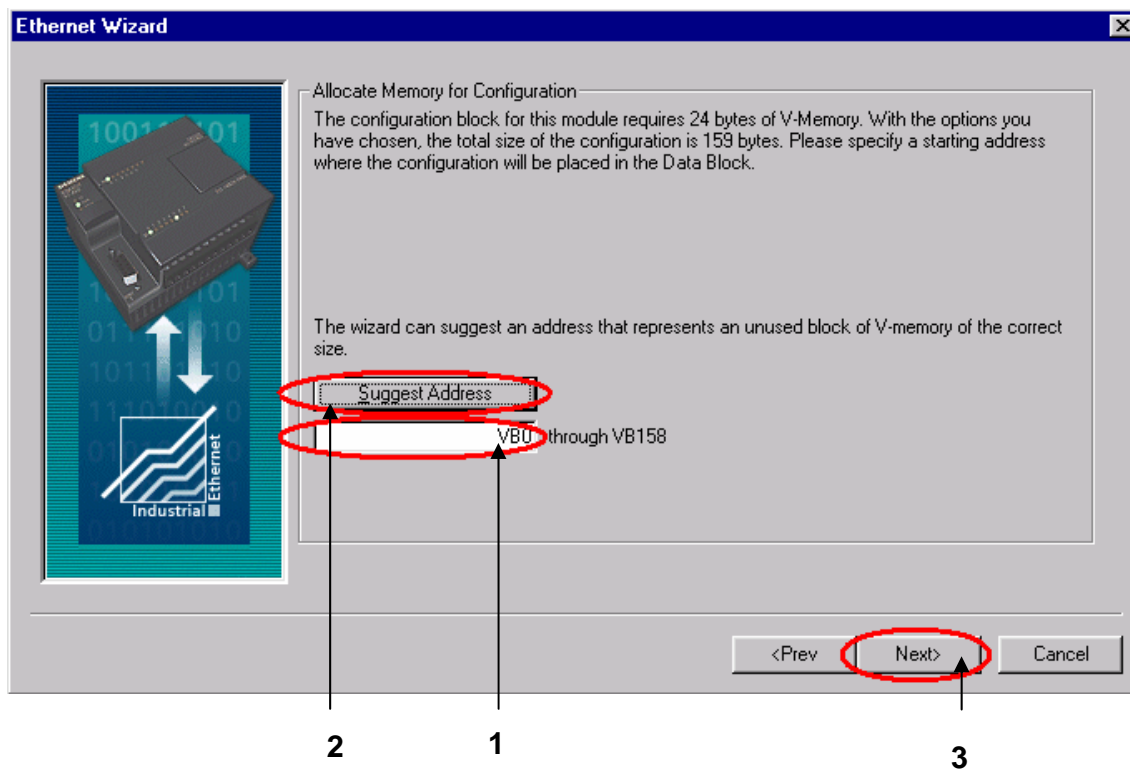 Ethernet Wizard
Allocate Memory for Configuration
The configuration block for this module requires 24 bytes of V-Memory. With the options you
have chosen, the total size of the configuration is 159 bytes. Please specify a starting address
where the configuration will be placed in the Data Block.
The wizard can suggest an address that represents an unused block of V-memory of the correct
size.
Suggest Address
VB0 through VB158
Industrial
Ethernet
<Prev Next> Cancel
2 1 3